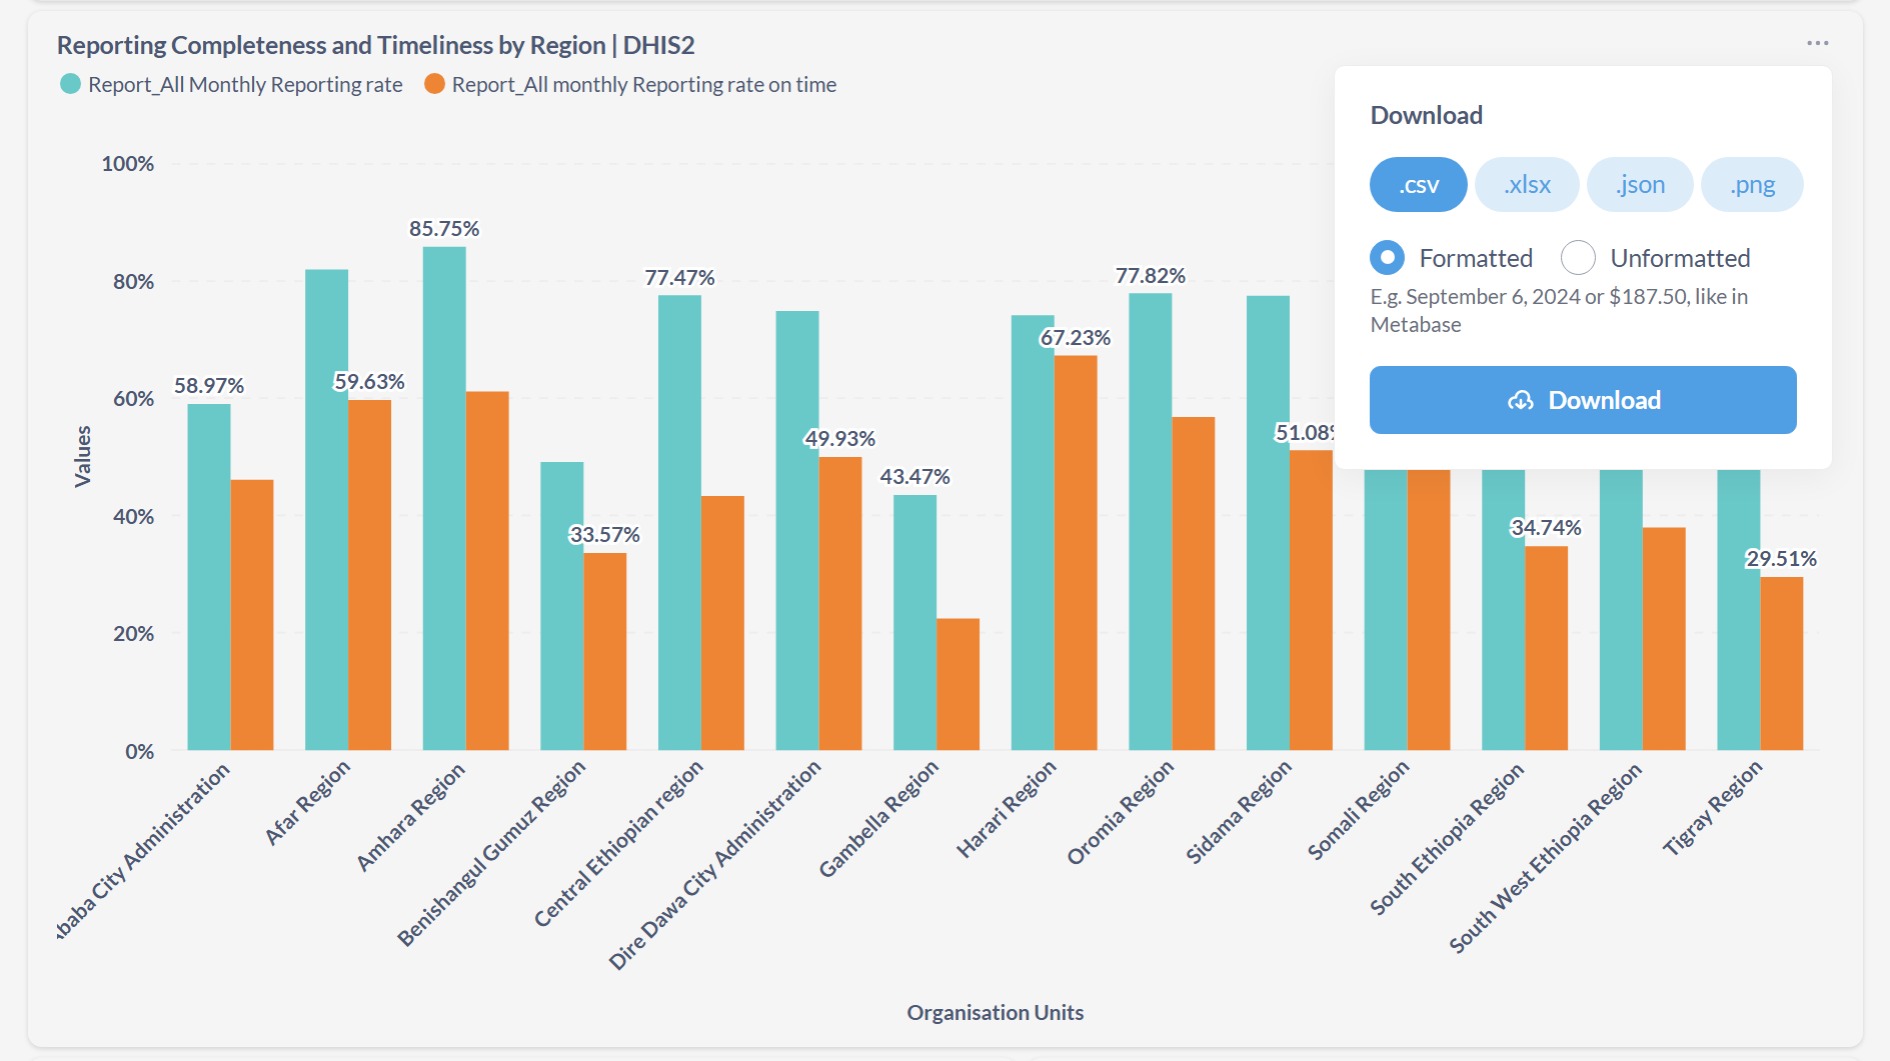 Reporting Completeness and Timeliness by Region | DHIS2
Report_All Monthly Reporting rate
Report_All monthly Reporting rate on time
Download
.csv
.xlsx
.json
.png
Formatted
Unformatted
E.g. September 6, 2024 or $187.50, like in
Metabase
Download
100%
80%
60%
40%
20%
0%
Values
58.97%
59.63%
85.75%
33.57%
77.47%
49.93%
43.47%
67.23%
77.82%
51.08
34.74%
29.51%
baba City Administration
Afar Region
Amhara Region
Benishangul Gumuz Region
Central Ethiopian region
Dire Dawa City Administration
Gambella Region
Harari Region
Oromia Region
Sidama Region
Somali Region
South Ethiopia Region
South West Ethiopia Region
Tigray Region
Organisation Units